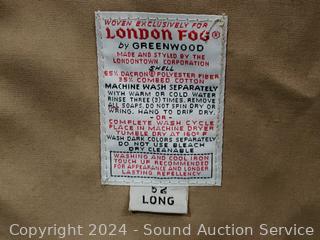 WOVEN EXCLUSIVELY FOR
LONDON FOG®
by GREENWOOD
MADE AND STYLED BY THE
LONDONTOWN CORPORATION
SHELL
65% DACRON® POLYESTER FIBER
35% COMBED COTTON
MACHINE WASH SEPARATELY
WITH WARM OR COLD WATER
RINSE THREE (3) TIMES. REMOVE
ALL SOAPS. DO NOT SPIN DRY OR
WRING. HANG TO DRIP DRY.
- OR -
COMPLETE WASH CYCLE
PLACE IN MACHINE DRYER
TUMBLE DRY AT 160° F.
WASH DARK COLORS SEPARATELY
DO NOT USE BLEACH
DRY CLEANABLE
WASHING AND COOL IRON
TOUCH UP RECOMMENDED
FOR APPEARANCE AND LONGER
LASTING REPELLENCY
LONG
Copyright 2024 - Sound Auction Service